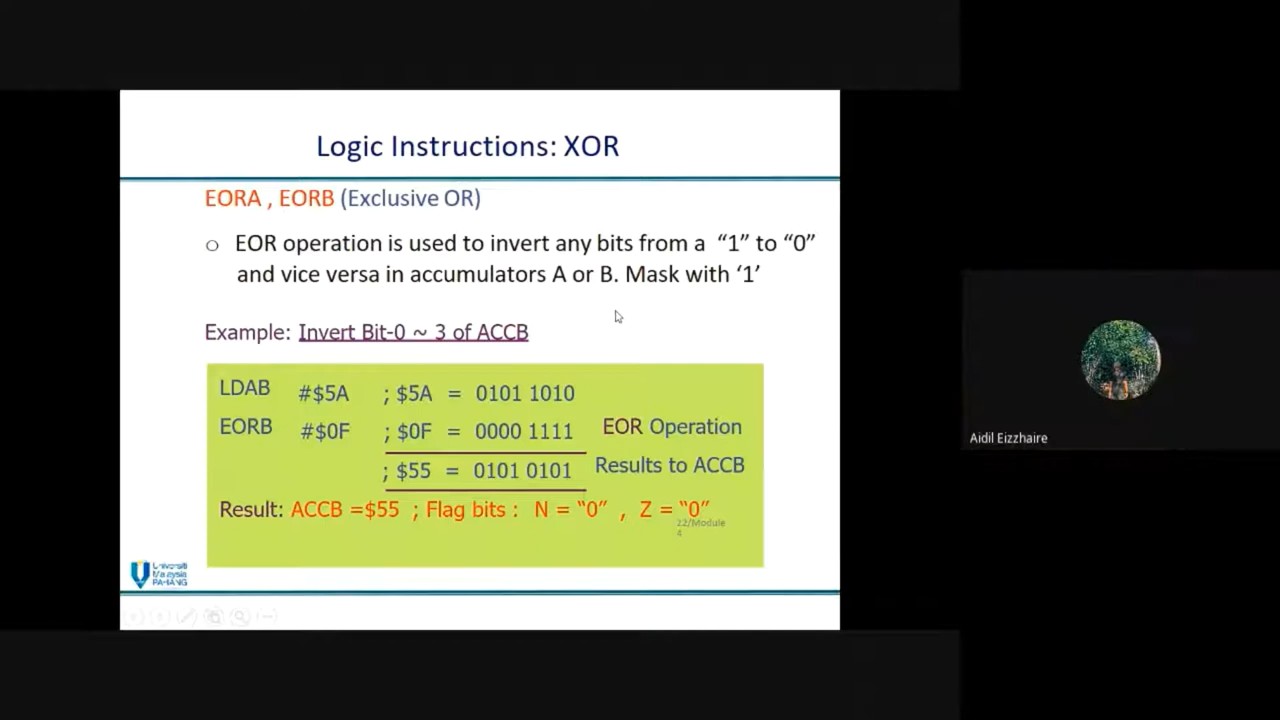 Logic Instructions: XOR
EORA , EORB (Exclusive OR)
o EOR operation is used to invert any bits from a “1” to “0”
and vice versa in accumulators A or B. Mask with ‘1’
Example: Invert Bit-0 ~ 3 of ACCB
LDAB #$5A ; $5A = 0101 1010
EORB #$0F ; $0F = 0000 1111 EOR Operation
; $55 = 0101 0101 Results to ACCB
Result: ACCB =$55 ; Flag bits : N = “0” , Z = “0”
22/Module
4
Universiti
Malaysia
PAHANG
Aidil Eizzhaire